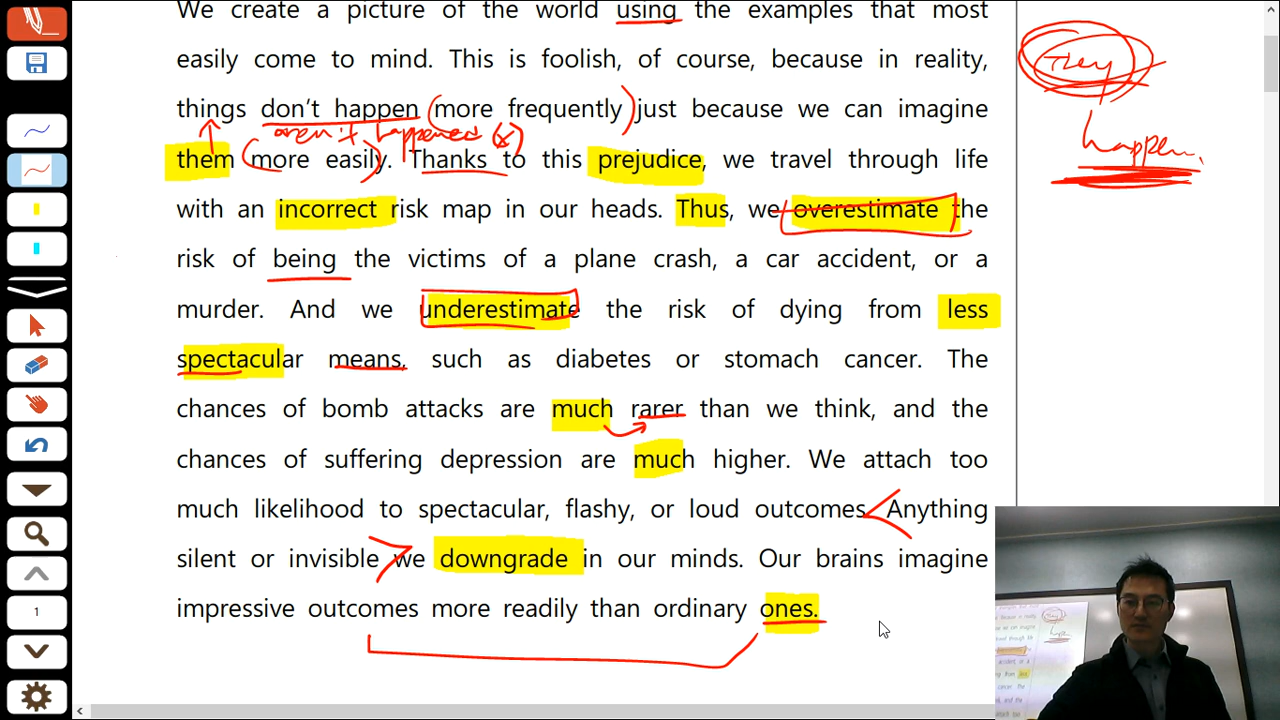 We create a picture of the world using the examples that most
easily come to mind. This is foolish, of course, because in reality,
things don't happen (more frequently) just because we can imagine
aren't happened (x)
them (more easily). Thanks to this prejudice, we travel through life
with an incorrect risk map in our heads. Thus, we overestimate the
risk of being the victims of a plane crash, a car accident, or a
murder. And we underestimate the risk of dying from less
spectacular means, such as diabetes or stomach cancer. The
chances of bomb attacks are much rarer than we think, and the
chances of suffering depression are much higher. We attach too
much likelihood to spectacular, flashy, or loud outcomes. Anything
silent or invisible we downgrade in our minds. Our brains imagine
impressive outcomes more readily than ordinary ones.
They
happen.
1